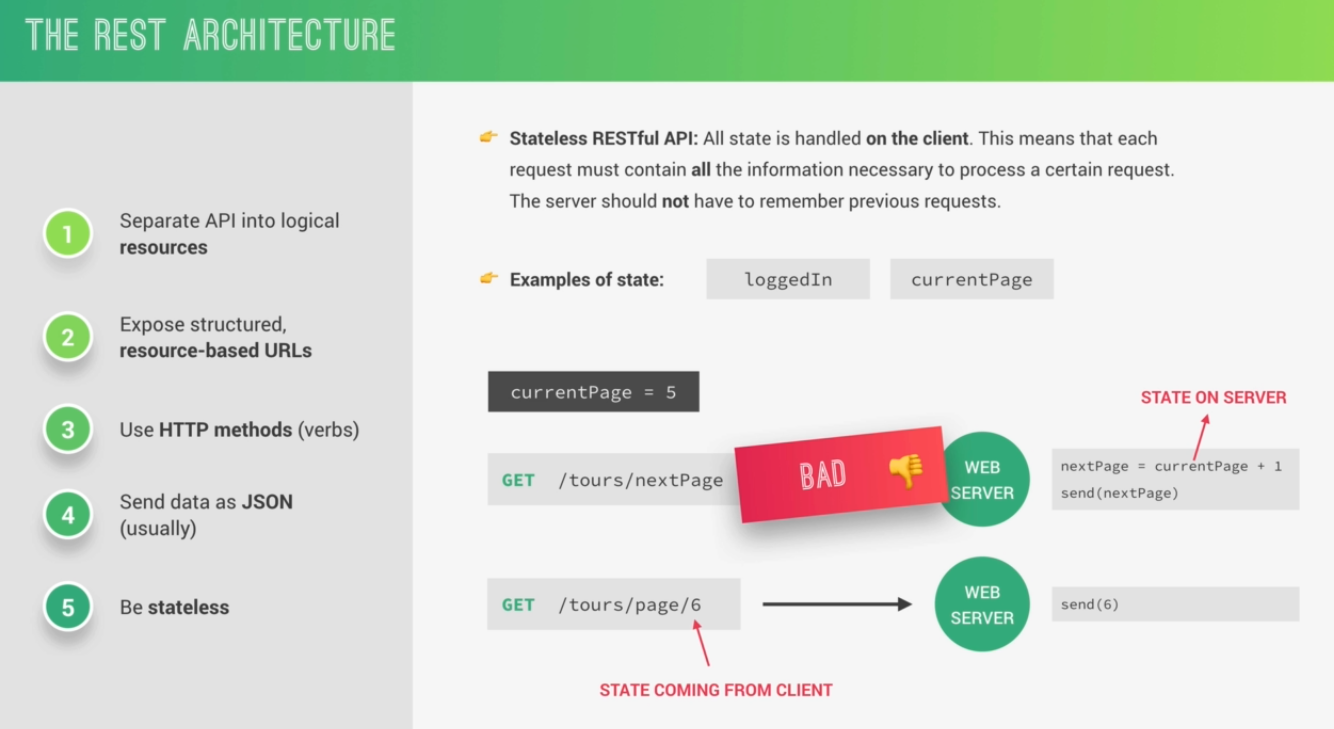 THE REST ARCHITECTURE
1
Separate API into logical
resources
2
Expose structured,
resource-based URLs
3
Use HTTP methods (verbs)
4
Send data as JSON
(usually)
5
Be stateless
Stateless RESTful API: All state is handled on the client. This means that each
request must contain all the information necessary to process a certain request.
The server should not have to remember previous requests.
Examples of state:
loggedIn
currentPage
currentPage = 5
STATE ON SERVER
GET /tours/nextPage
BAD
WEB
SERVER
nextPage = currentPage + 1
send(nextPage)
GET /tours/page/6
WEB
SERVER
send(6)
STATE COMING FROM CLIENT